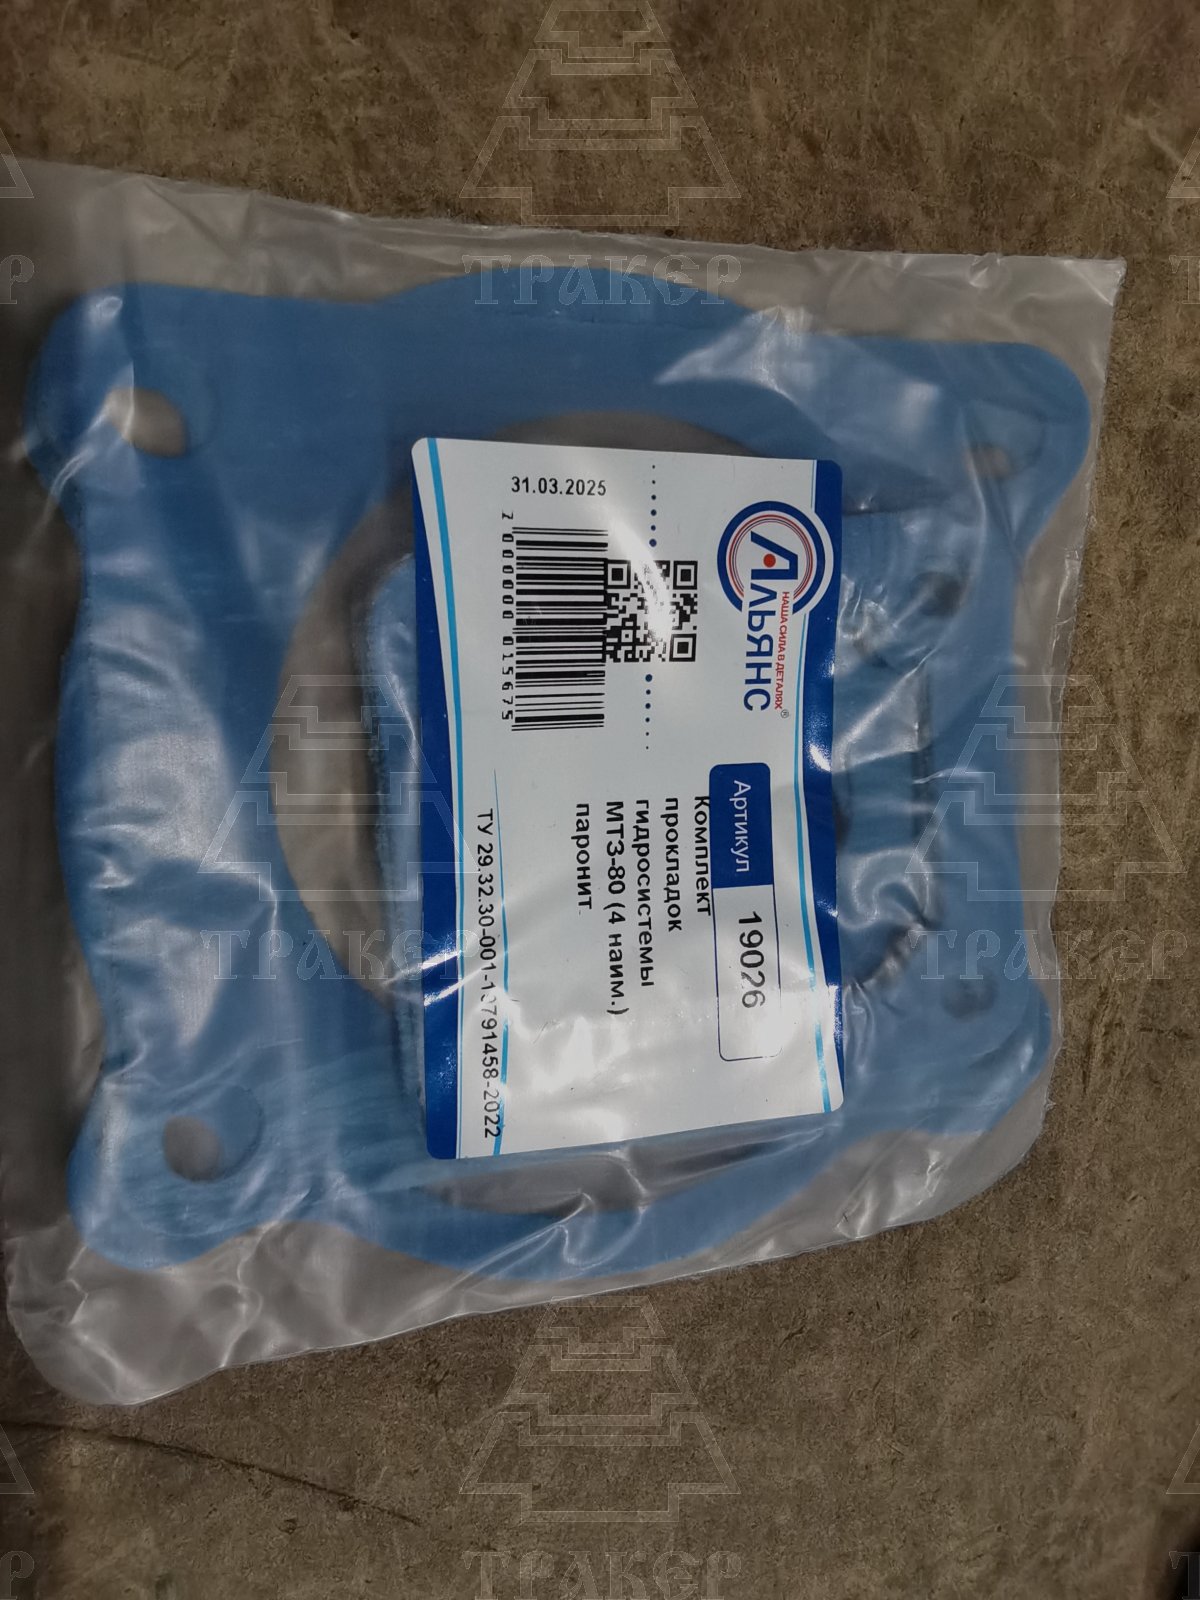 Альянс
НАША СИЛА В ДЕТАЛЯХ®
Артикул 19026
Комплект
прокладок
гидросистемы
МТЗ-80 (4 наим.)
паронит.
31.03.2025
2 000000 015675
ТУ 29.32.30-001-13791458-2022
ТРАКЕР
ТРАКЕР
ТРАКЕР
ТРАКЕР